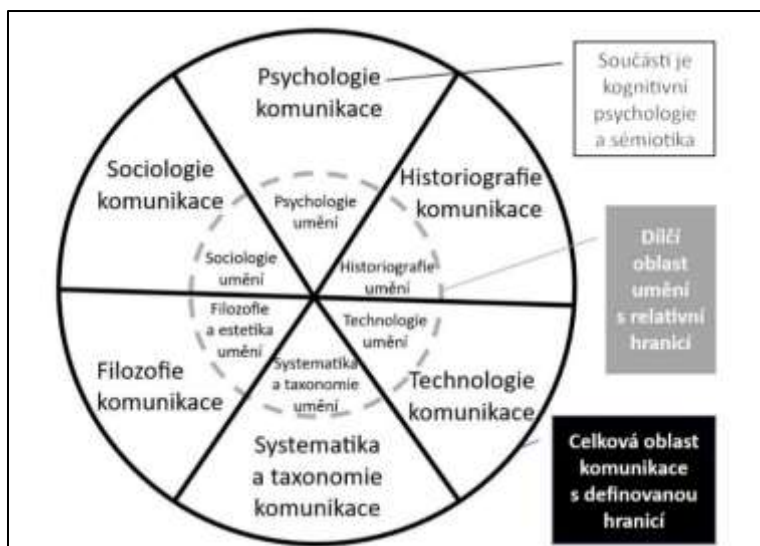 Psychologie
komunikace
Součástí je
kognitivní
psychologie
a sémiotika
Sociologie
komunikace
Historiografie
komunikace
Psychologie
umění
Sociologie
umění
Historiografie
umění
Dílčí
oblast
umění
s relativní
hranicí
Filozofie
a estetika
umění
Technologie
umění
Systematika
a taxonomie
umění
Filozofie
komunikace
Technologie
komunikace
Systematika
a taxonomie
komunikace
Celková oblast
komunikace
s definovanou
hranicí